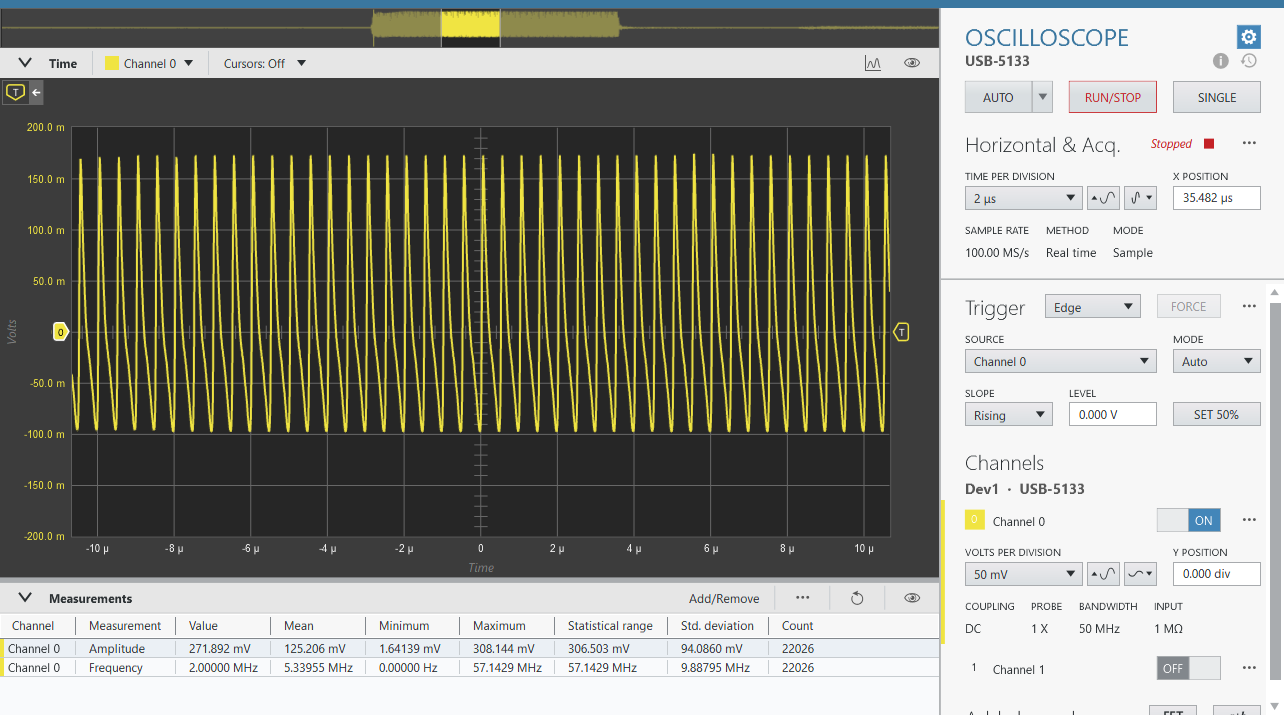 Time
Channel 0
Cursors: Off
T
200.0 m
150.0 m
100.0 m
50.0 m
0
T
-50.0 m
-100.0 m
-150.0 m
-200.0 m
Volts
-10 µ -8 µ -6 µ -4 µ -2 µ 0 2 µ 4 µ 6 µ 8 µ 10 µ
Time
Measurements
Add/Remove
Channel Measurement Value Mean Minimum Maximum Statistical range Std. deviation Count
Channel 0 Amplitude 271.892 mV 125.206 mV 1.64139 mV 308.144 mV 306.503 mV 94.0860 mV 22026
Channel 0 Frequency 2.00000 MHz 5.33955 MHz 0.00000 Hz 57.1429 MHz 57.1429 MHz 9.88795 MHz 22026
OSCILLOSCOPE
USB-5133
AUTO
RUN/STOP
SINGLE
Horizontal & Acq.
Stopped
TIME PER DIVISION X POSITION
2 µs 35.482 µs
SAMPLE RATE METHOD MODE
100.00 MS/s Real time Sample
Trigger
Edge
FORCE
SOURCE MODE
Channel 0 Auto
SLOPE LEVEL
Rising 0.000 V SET 50%
Channels
Dev1 · USB-5133
0 Channel 0 ON
VOLTS PER DIVISION Y POSITION
50 mV 0.000 div
COUPLING PROBE BANDWIDTH INPUT
DC 1 X 50 MHz 1 MΩ
1 Channel 1 OFF